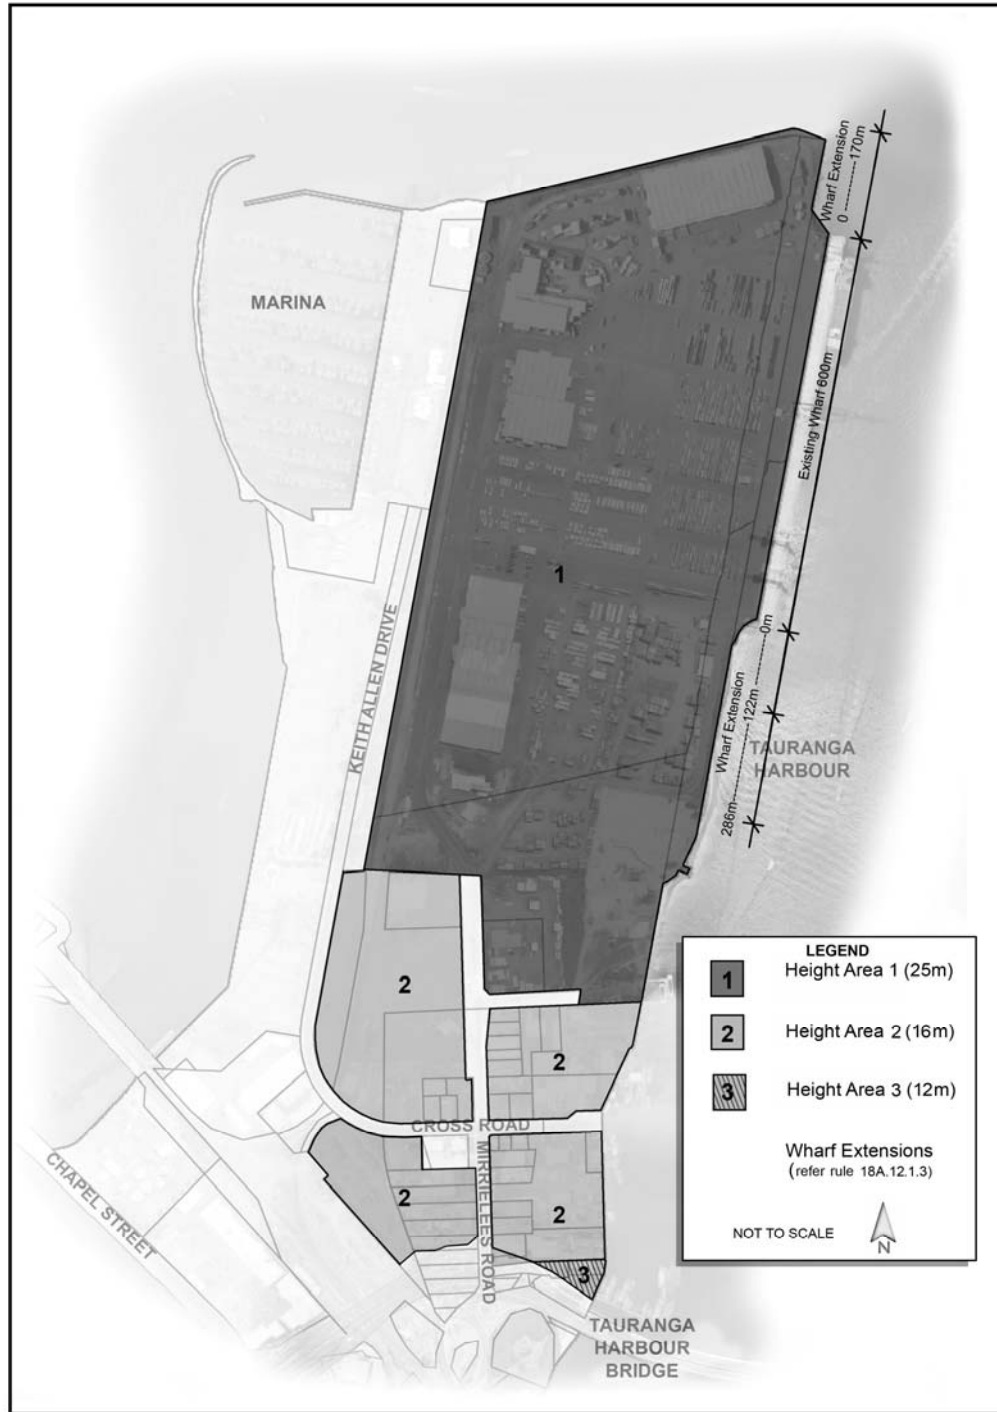 Wharf Extension
0 ---------- 170m
MARINA
Existing Wharf 600m
1
KEITH ALLEN DRIVE
Wharf Extension
286m----------122m----------0m
TAURANGA
HARBOUR
2
2
CROSS ROAD
MIRRIELEES ROAD
2
2
3
CHAPEL STREET
TAURANGA
HARBOUR
BRIDGE
LEGEND
1 Height Area 1 (25m)
2 Height Area 2 (16m)
3 Height Area 3 (12m)
Wharf Extensions
(refer rule 18A.12.1.3)
NOT TO SCALE
N